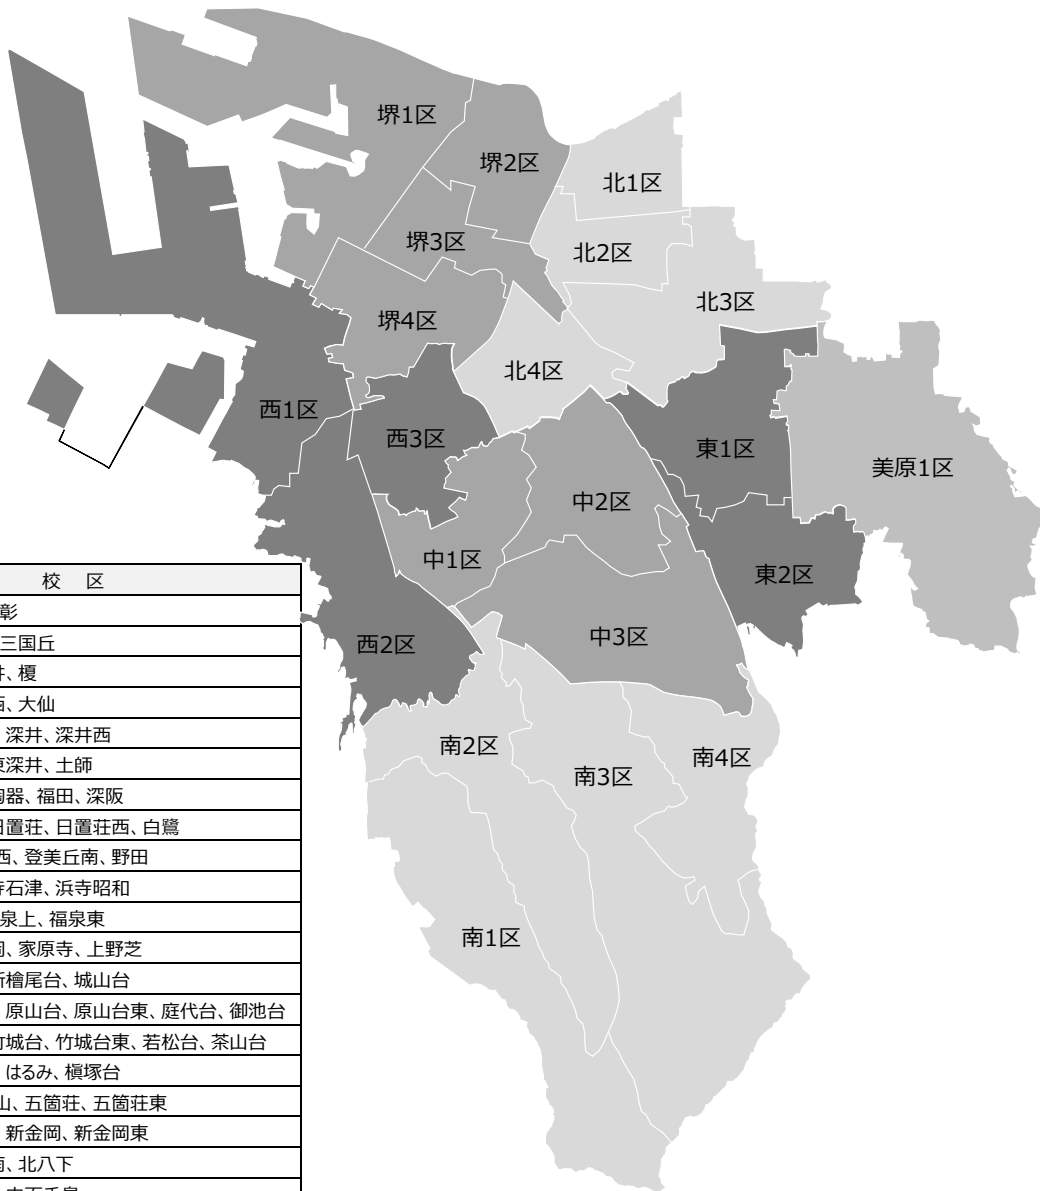 堺1区
堺2区
北1区
堺3区
北2区
北3区
堺4区
北4区
西1区
西3区
東1区
美原1区
中2区
中1区
東2区
中3区
西2区
南2区
南3区
南4区
南1区
校 区
彰
三国丘
、榎
、大仙
深井、深井西
東深井、土師
陶器、福田、深阪
日置荘、日置荘西、白鷺
西、登美丘南、野田
寺石津、浜寺昭和
泉上、福泉東
、家原寺、上野芝
新檜尾台、城山台
原山台、原山台東、庭代台、御池台
竹城台、竹城台東、若松台、茶山台
はるみ、槇塚台
山、五箇荘、五箇荘東
新金岡、新金岡東
南、北八下